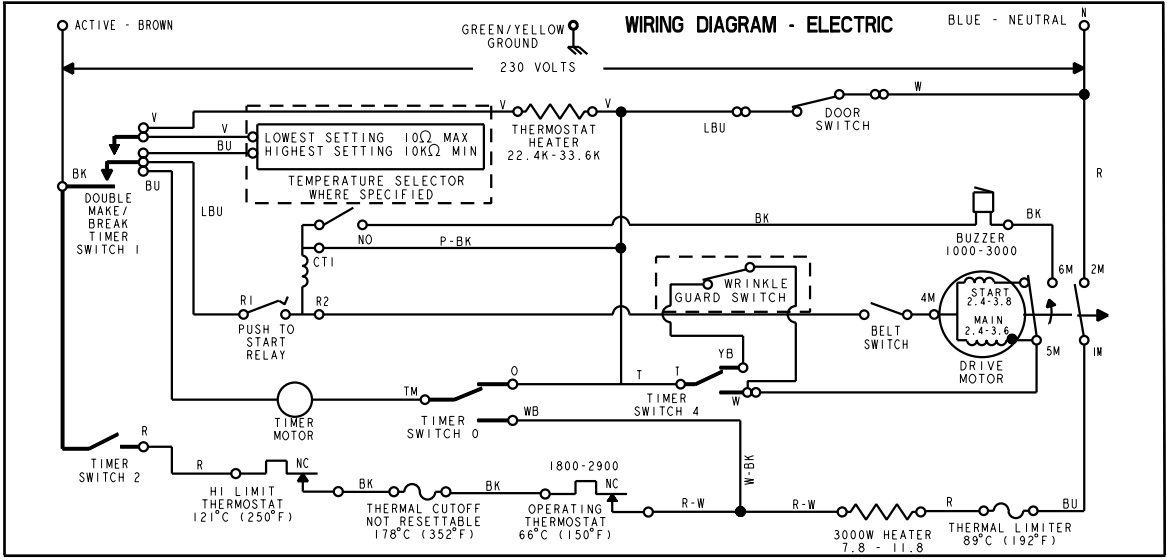 ACTIVE - BROWN
GREEN/YELLOW
GROUND
WIRING DIAGRAM - ELECTRIC
BLUE - NEUTRAL
N
230 VOLTS
V
V
BU
BK
BU
DOUBLE
MAKE/
BREAK
TIMER
SWITCH 1
LBU
LOWEST SETTING 10Ω MAX
HIGHEST SETTING 10KΩ MIN
TEMPERATURE SELECTOR
WHERE SPECIFIED
V
V
THERMOSTAT
HEATER
22.4K-33.6K
LBU
DOOR
SWITCH
W
R
NO
BK
BUZZER
1000-3000
BK
P-BK
CT1
R1
R2
PUSH TO
START
RELAY
WRINKLE
GUARD SWITCH
BELT
SWITCH
4M
START
2.4-3.8
MAIN
2.4-3.6
DRIVE
MOTOR
6M
2M
5M
1M
TIMER
MOTOR
TM
O
WB
TIMER
SWITCH 0
T
T
YB
W
TIMER
SWITCH 4
W-BK
R
TIMER
SWITCH 2
R
NC
HI LIMIT
THERMOSTAT
121°C (250°F)
BK
BK
THERMAL CUTOFF
NOT RESETTABLE
178°C (352°F)
1800-2900
NC
OPERATING
THERMOSTAT
66°C (150°F)
R-W
R-W
3000W HEATER
7.8 - 11.8
R
BU
THERMAL LIMITER
89°C (192°F)